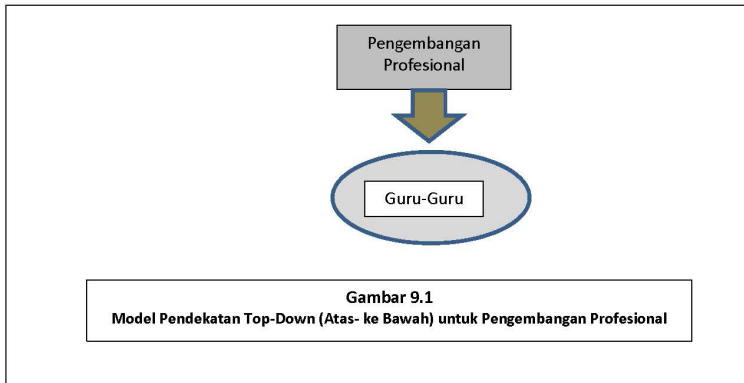 Pengembangan
Profesional
Guru-Guru
Gambar 9.1
Model Pendekatan Top-Down (Atas- ke Bawah) untuk Pengembangan Profesional